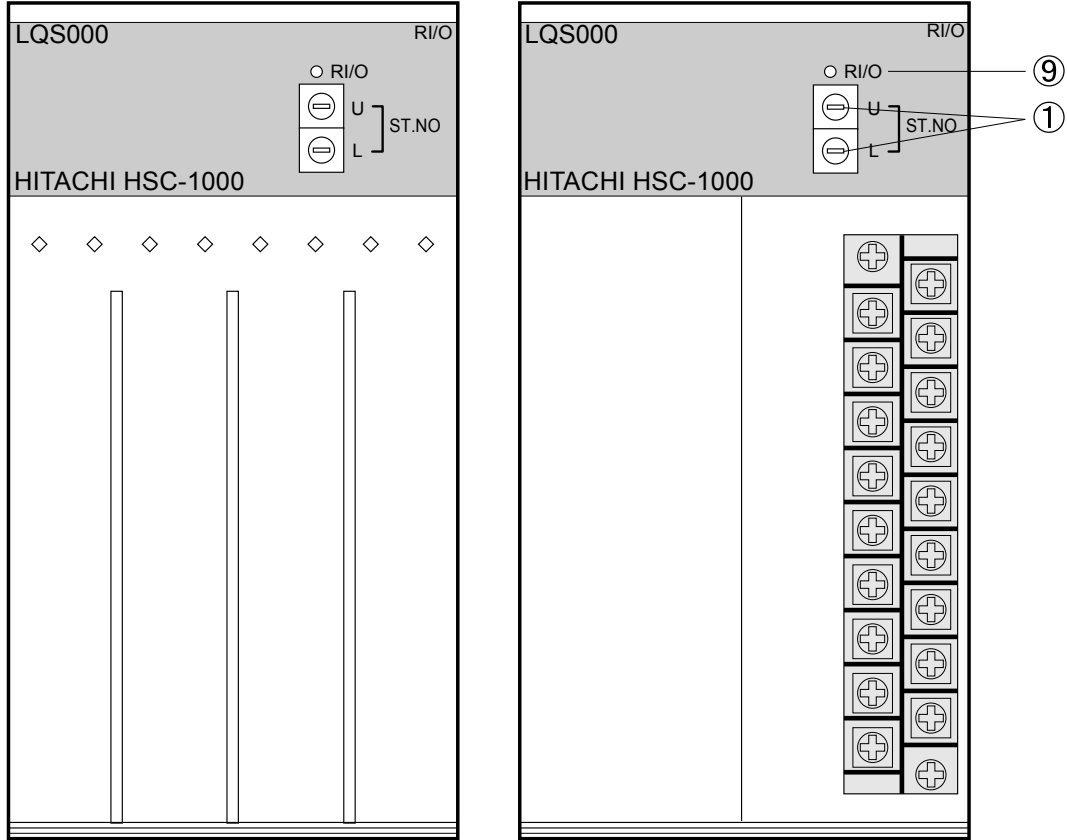 LQS000 RI/O
RI/O
U
ST.NO
L
HITACHI HSC-1000
LQS000 RI/O
RI/O ⑨
U ①
ST.NO
L
HITACHI HSC-1000